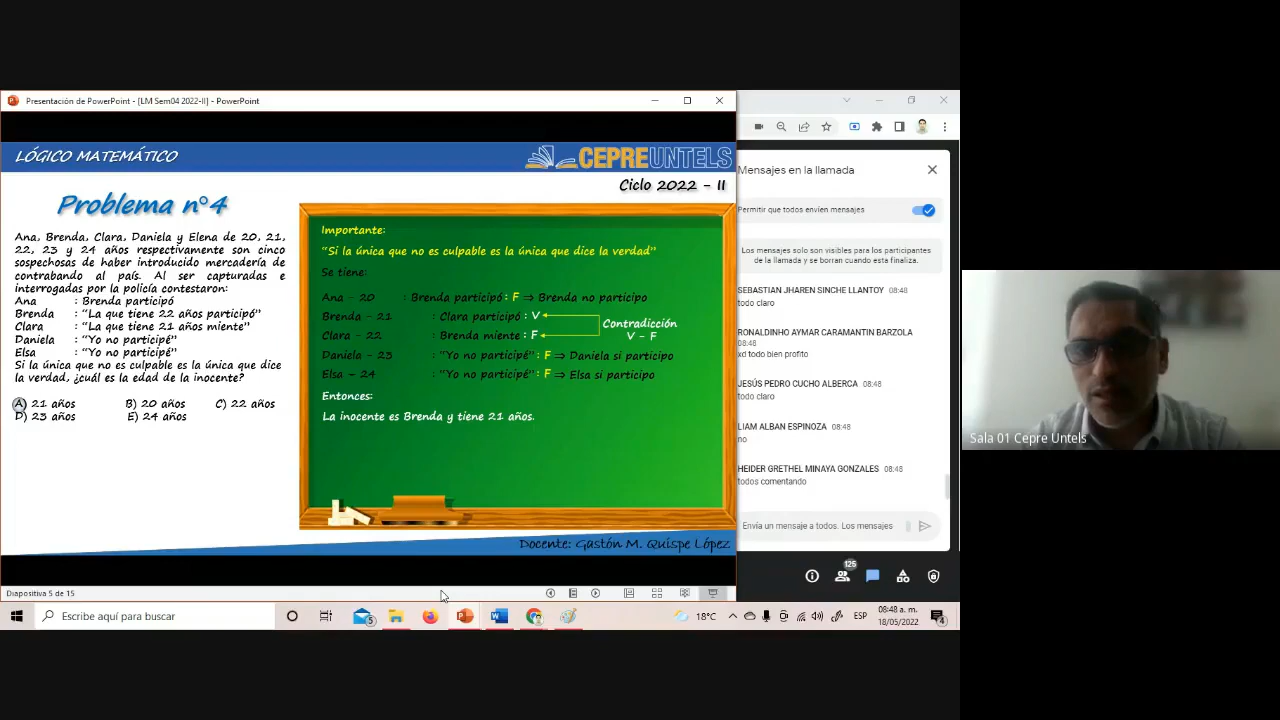 Presentación de PowerPoint - [LM Sem04 2022-II] - PowerPoint
LÓGICO MATEMÁTICO
CEPREUNTELS
Ciclo 2022 - II
Problema n°4
Ana, Brenda, Clara, Daniela y Elena de 20, 21,
22, 23 y 24 años respectivamente son cinco
sospechosas de haber introducido mercadería de
contrabando al país. Al ser capturadas e
interrogadas por la policía contestaron:
Ana : Brenda participó
Brenda : "La que tiene 22 años participó"
Clara : "La que tiene 21 años miente"
Daniela : "Yo no participé"
Elsa : "Yo no participé"
Si la única que no es culpable es la única que dice
la verdad, ¿cuál es la edad de la inocente?
A) 21 años B) 20 años C) 22 años
D) 23 años E) 24 años
Importante:
"Si la única que no es culpable es la única que dice la verdad"
Se tiene:
Ana - 20 : Brenda participó : F ⇒ Brenda no participo
Brenda - 21 : Clara participó : V
Clara - 22 : Brenda miente : F
Contradicción
V - F
Daniela - 23 : "Yo no participé" : F ⇒ Daniela si participo
Elsa - 24 : "Yo no participé" : F ⇒ Elsa si participo
Entonces:
La inocente es Brenda y tiene 21 años.
Docente: Gastón M. Quispe López
Diapositiva 5 de 15
Mensajes en la llamada
Permitir que todos envíen mensajes
Los mensajes solo son visibles para los participantes
de la llamada y se borran cuando esta finaliza.
SEBASTIAN JHAREN SINCHE LLANTOY 08:48
todo claro
RONALDINHO AYMAR CARAMANTIN BARZOLA
08:48
xd todo bien profito
JESÚS PEDRO CUCHO ALBERCA 08:48
todo claro
LIAM ALBAN ESPINOZA 08:48
no
HEIDER GRETHEL MINAYA GONZALES 08:48
todos comentando
Envía un mensaje a todos. Los mensajes
125
Escribe aquí para buscar
5
18°C
ESP
08:48 a. m.
18/05/2022
4
Sala 01 Cepre Untels